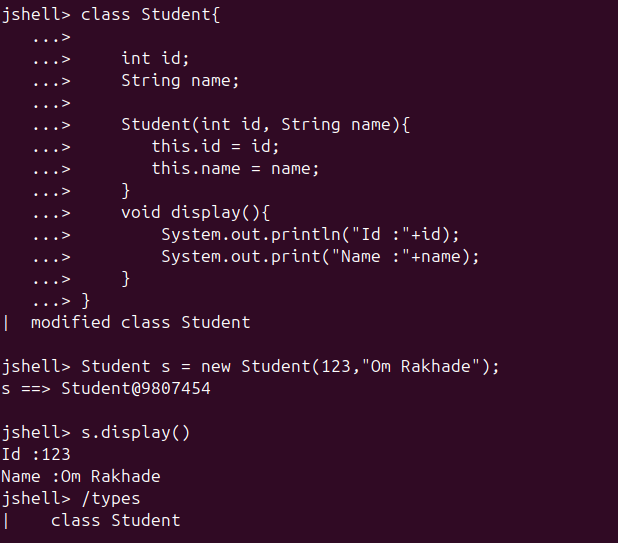 jshell> class Student{
   ...>
   ...>     int id;
   ...>     String name;
   ...>
   ...>     Student(int id, String name){
   ...>        this.id = id;
   ...>        this.name = name;
   ...>     }
   ...>     void display(){
   ...>         System.out.println("Id :"+id);
   ...>         System.out.print("Name :"+name);
   ...>     }
   ...> }
|  modified class Student
jshell> Student s = new Student(123,"Om Rakhade");
s ==> Student@9807454
jshell> s.display()
Id :123
Name :Om Rakhade
jshell> /types
|    class Student